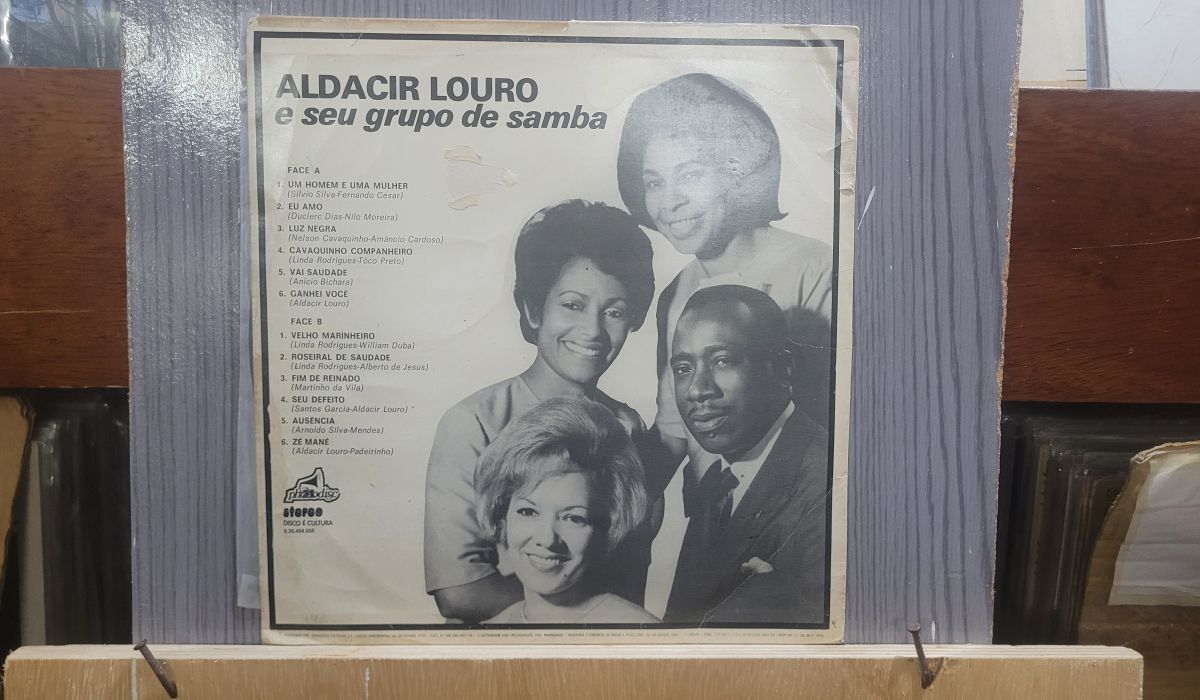 ALDACIR LOURO
e seu grupo de samba
FACE A
1. UM HOMEM E UMA MULHER
(Silvio Silva-Fernando Cesar)
2. EU AMO
(Duclerc Dias-Nilo Moreira)
3. LUZ NEGRA
(Nelson Cavaquinho-Amâncio Cardoso)
4. CAVAQUINHO COMPANHEIRO
(Linda Rodrigues-Tôco Preto)
5. VAI SAUDADE
(Anicio Bichara)
6. GANHEI VOCÊ
(Aldacir Louro)
FACE B
1. VELHO MARINHEIRO
(Linda Rodrigues-William Duba)
2. ROSEIRAL DE SAUDADE
(Linda Rodrigues-Alberto de Jesus)
3. FIM DE REINADO
(Martinho da Vila)
4. SEU DEFEITO
(Santos Garcia-Aldacir Louro)
5. AUSÊNCIA
(Arnoldo Silva-Mendes)
6. ZÉ MANÉ
(Aldacir Louro-Padeirinho)
phonodisc
stereo
DISCO É CULTURA